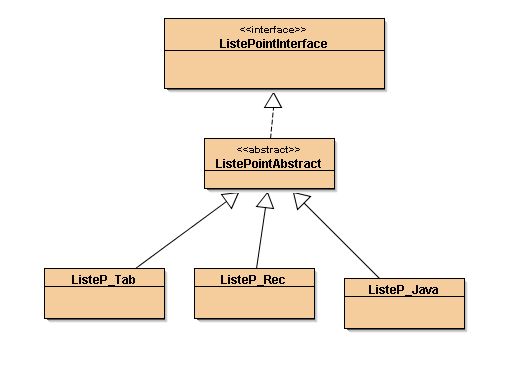 <<interface>>
ListePointInterface
<<abstract>>
ListePointAbstract
ListeP_Tab
ListeP_Rec
ListeP_Java